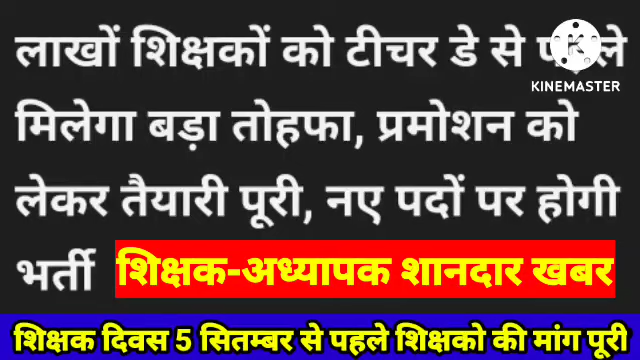 लाखों शिक्षकों को टीचर डे से
KINEMASTER
मिलेगा बड़ा तोहफा, प्रमोशन को
लेकर तैयारी पूरी, नए पदों पर होगी
भर्ती शिक्षक-अध्यापक शानदार खबर
शिक्षक दिवस 5 सितम्बर से पहले शिक्षको की मांग पूरी